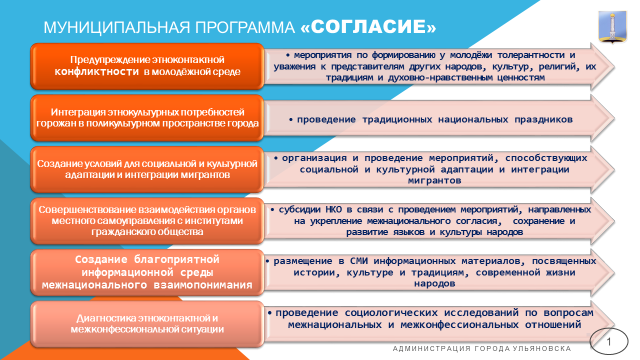 МУНИЦИПАЛЬНАЯ ПРОГРАММА «СОГЛАСИЕ»
Предупреждение этноконтактной
конфликтности в молодёжной среде
• мероприятия по формированию у молодёжи толерантности и
уважения к представителям других народов, культур, религий, их
традициям и духовно-нравственным ценностям
Интеграция этнокультурных потребностей
горожан в поликультурном пространстве города
• проведение традиционных национальных праздников
Создание условий для социальной и культурной
адаптации и интеграции мигрантов
• организация и проведение мероприятий, способствующих
социальной и культурной адаптации и интеграции
мигрантов
Совершенствование взаимодействия органов
местного самоуправления с институтами
гражданского общества
• субсидии НКО в связи с проведением мероприятий, направленных
на укрепление межнационального согласия, сохранение и
развитие языков и культуры народов
Создание благоприятной
информационной среды
межнационального взаимопонимания
• размещение в СМИ информационных материалов, посвященных
истории, культуре и традициям, современной жизни
народов
Диагностика этноконтактной и
межконфессиональной ситуации
• проведение социологических исследований по вопросам
межнациональных и межконфессиональных отношений
АДМИНИСТРАЦИЯ ГОРОДА УЛЬЯНОВСКА
1